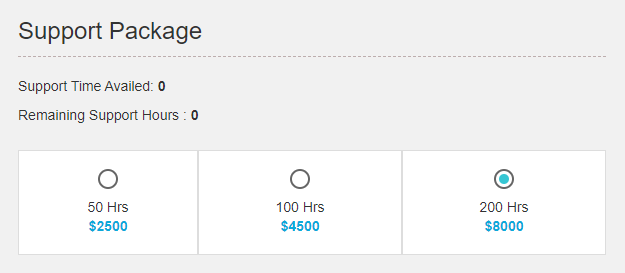 Support Package
Support Time Availed: 0
Remaining Support Hours : 0
50 Hrs
$2500
100 Hrs
$4500
200 Hrs
$8000